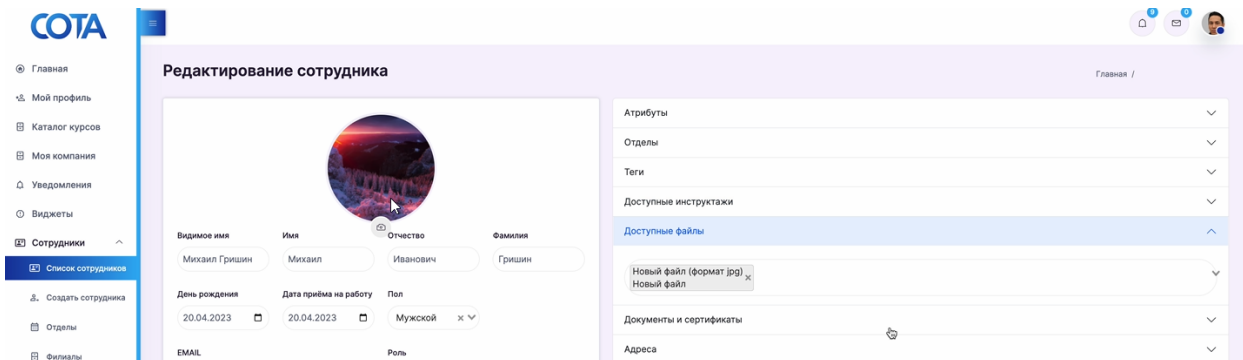 СОТА
9
0
Главная
Мой профиль
Каталог курсов
Моя компания
Уведомления
Виджеты
Сотрудники
Список сотрудников
Создать сотрудника
Отделы
Филиалы
Редактирование сотрудника
Главная /
Видимое имя Имя Отчество Фамилия
Михаил Гришин Михаил Иванович Гришин
День рождения Дата приёма на работу Пол
20.04.2023 20.04.2023 Мужской ×
EMAIL Роль
Атрибуты
Отделы
Теги
Доступные инструктажи
Доступные файлы
Новый файл (формат jpg) ×
Новый файл
Документы и сертификаты
Адреса